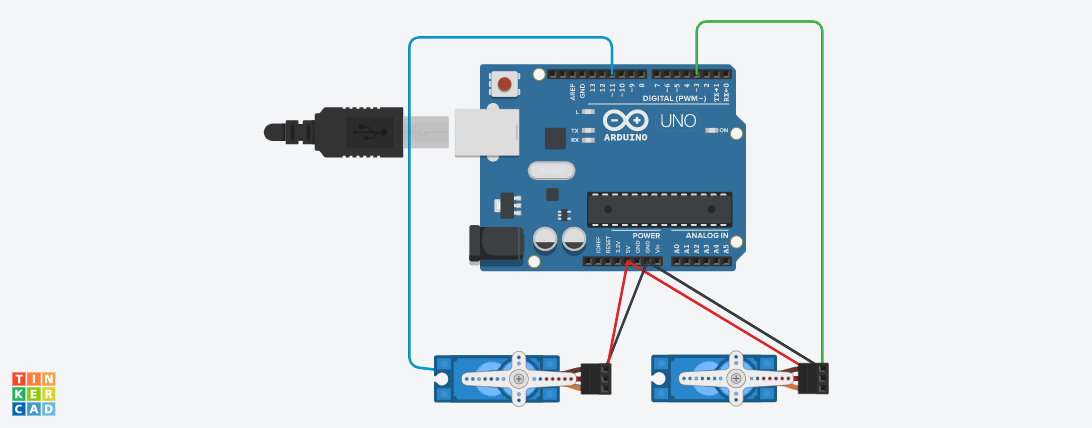 AREF
GND
13
12
~11
~10
~9
8
7
~6
~5
4
~3
2
TX→1
RX←0
DIGITAL (PWM~)
L
TX
RX
UNO
ARDUINO
ON
POWER
ANALOG IN
IOREF
RESET
3.3V
5V
GND
GND
Vin
A0
A1
A2
A3
A4
A5
TIN
KER
CAD